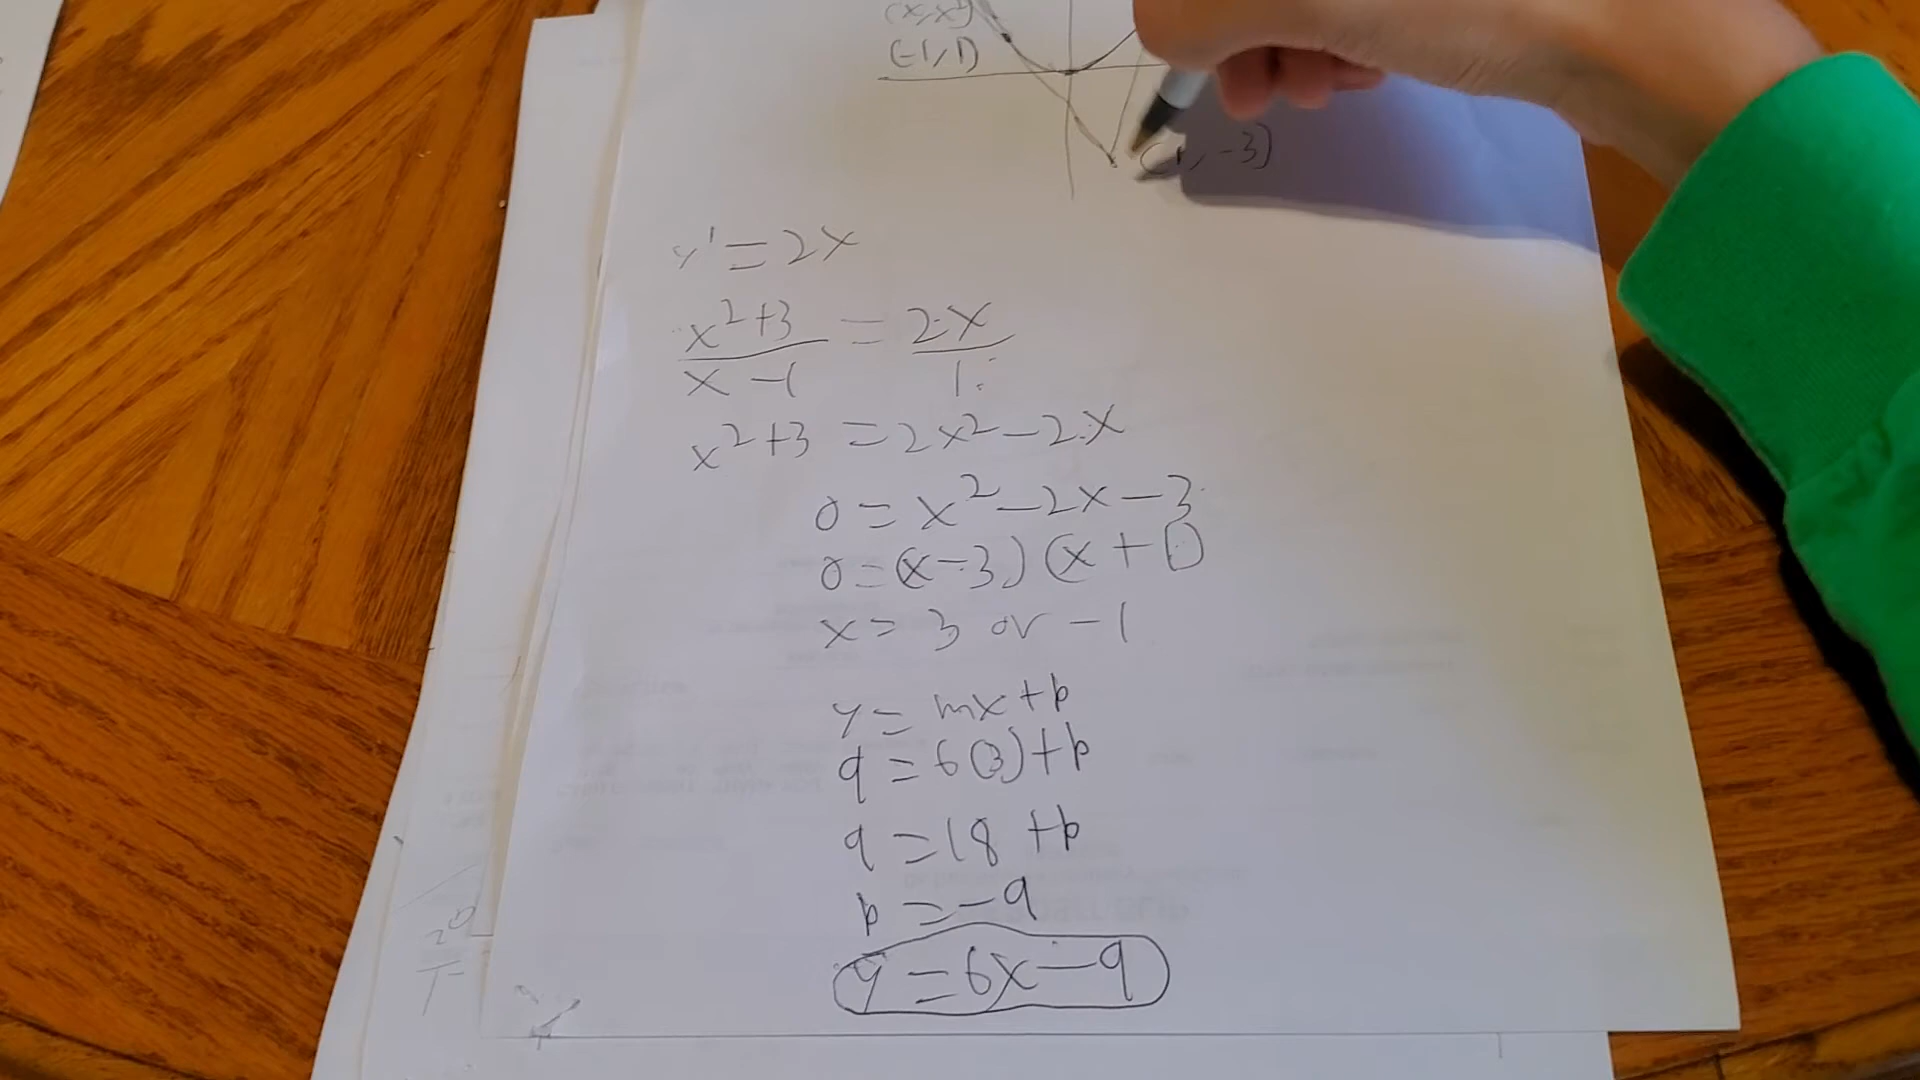 (x, x²)
(-1, 1)
(1, -3)
y' = 2x
x²+3 = 2x
x -1 1
x²+3 = 2x²-2x
0 = x²-2x-3
0 = (x-3)(x+1)
x = 3 or -1
y = mx+b
9 = 6(3)+b
9 = 18 +b
b = -9
y = 6x-9